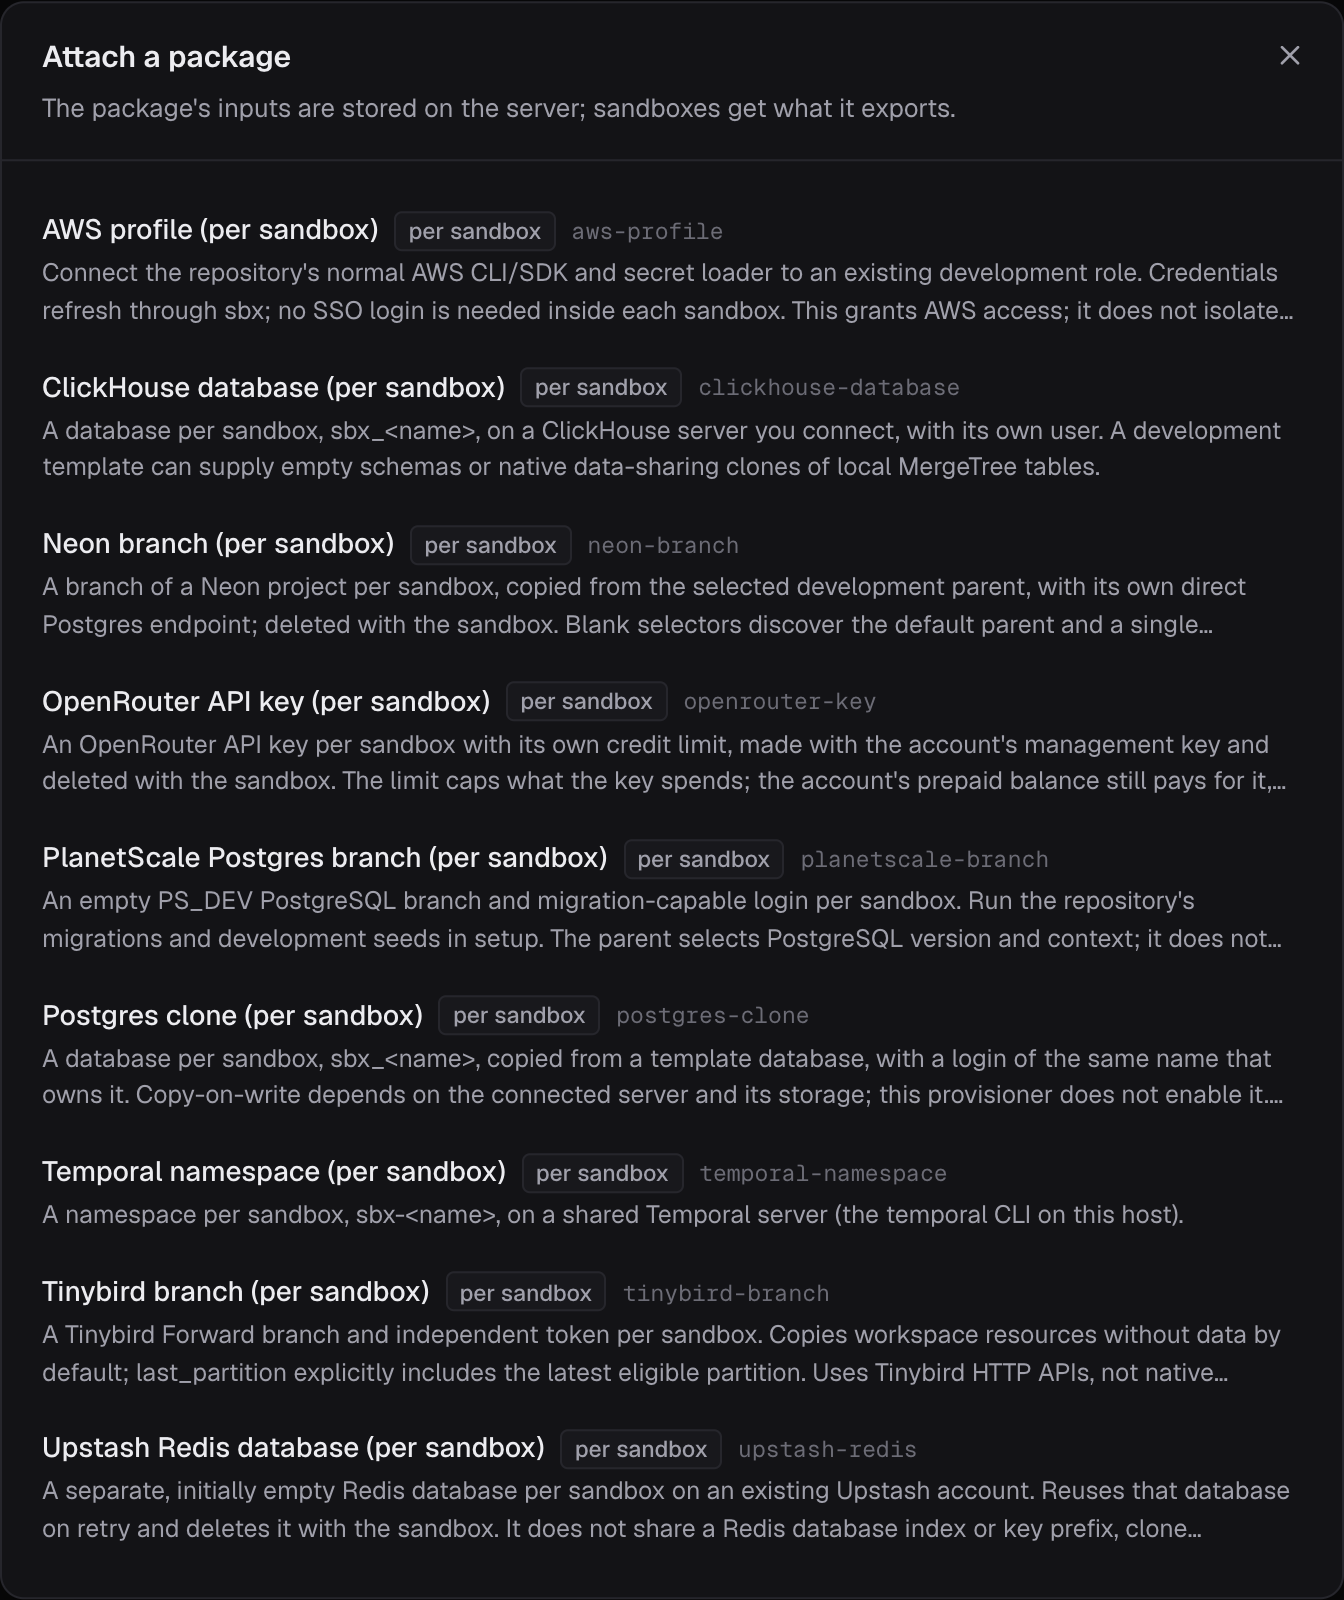 Attach a package
The package's inputs are stored on the server; sandboxes get what it exports.
AWS profile (per sandbox) per sandbox aws-profile
Connect the repository's normal AWS CLI/SDK and secret loader to an existing development role. Credentials
refresh through sbx; no SSO login is needed inside each sandbox. This grants AWS access; it does not isolate…
ClickHouse database (per sandbox) per sandbox clickhouse-database
A database per sandbox, sbx_<name>, on a ClickHouse server you connect, with its own user. A development
template can supply empty schemas or native data-sharing clones of local MergeTree tables.
Neon branch (per sandbox) per sandbox neon-branch
A branch of a Neon project per sandbox, copied from the selected development parent, with its own direct
Postgres endpoint; deleted with the sandbox. Blank selectors discover the default parent and a single…
OpenRouter API key (per sandbox) per sandbox openrouter-key
An OpenRouter API key per sandbox with its own credit limit, made with the account's management key and
deleted with the sandbox. The limit caps what the key spends; the account's prepaid balance still pays for it,…
PlanetScale Postgres branch (per sandbox) per sandbox planetscale-branch
An empty PS_DEV PostgreSQL branch and migration-capable login per sandbox. Run the repository's
migrations and development seeds in setup. The parent selects PostgreSQL version and context; it does not…
Postgres clone (per sandbox) per sandbox postgres-clone
A database per sandbox, sbx_<name>, copied from a template database, with a login of the same name that
owns it. Copy-on-write depends on the connected server and its storage; this provisioner does not enable it.…
Temporal namespace (per sandbox) per sandbox temporal-namespace
A namespace per sandbox, sbx-<name>, on a shared Temporal server (the temporal CLI on this host).
Tinybird branch (per sandbox) per sandbox tinybird-branch
A Tinybird Forward branch and independent token per sandbox. Copies workspace resources without data by
default; last_partition explicitly includes the latest eligible partition. Uses Tinybird HTTP APIs, not native…
Upstash Redis database (per sandbox) per sandbox upstash-redis
A separate, initially empty Redis database per sandbox on an existing Upstash account. Reuses that database
on retry and deletes it with the sandbox. It does not share a Redis database index or key prefix, clone…